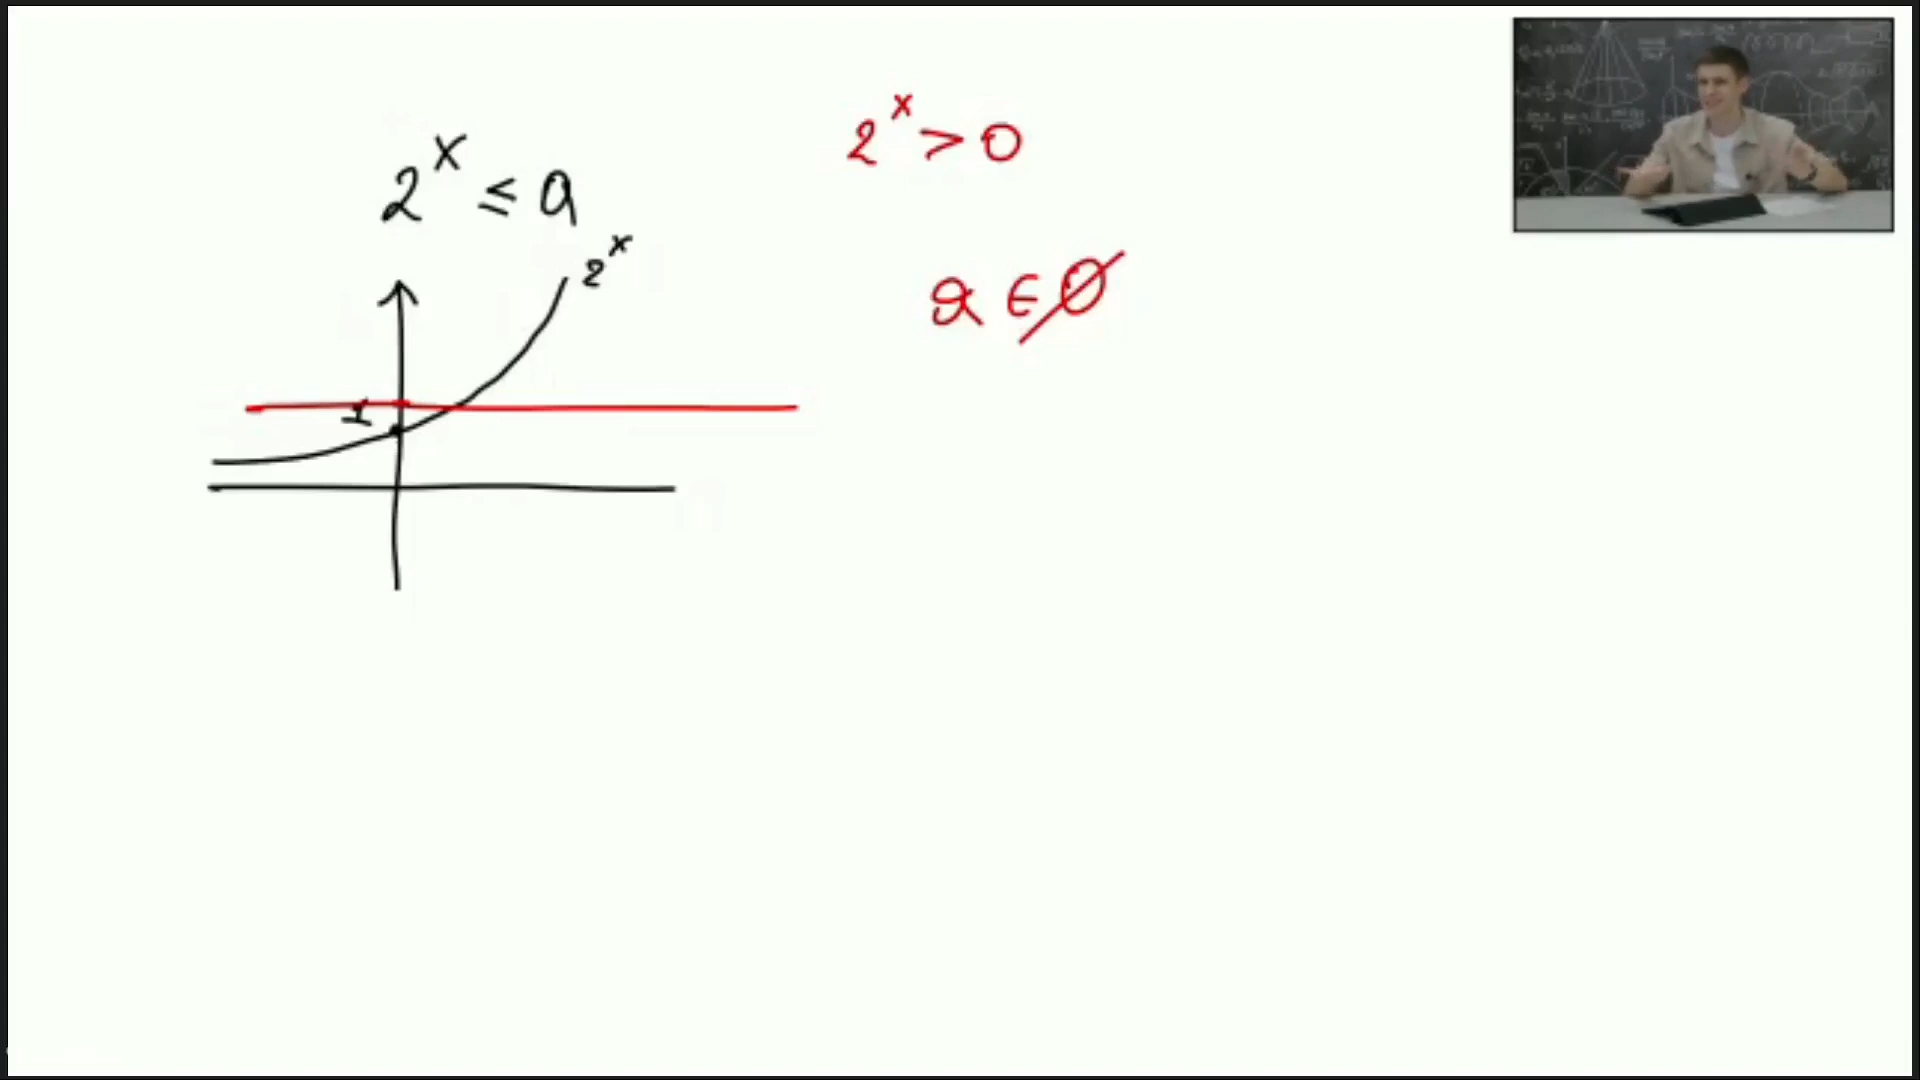 2^x > 0
2^x ≤ a
2^x
a ∈ ∅
1